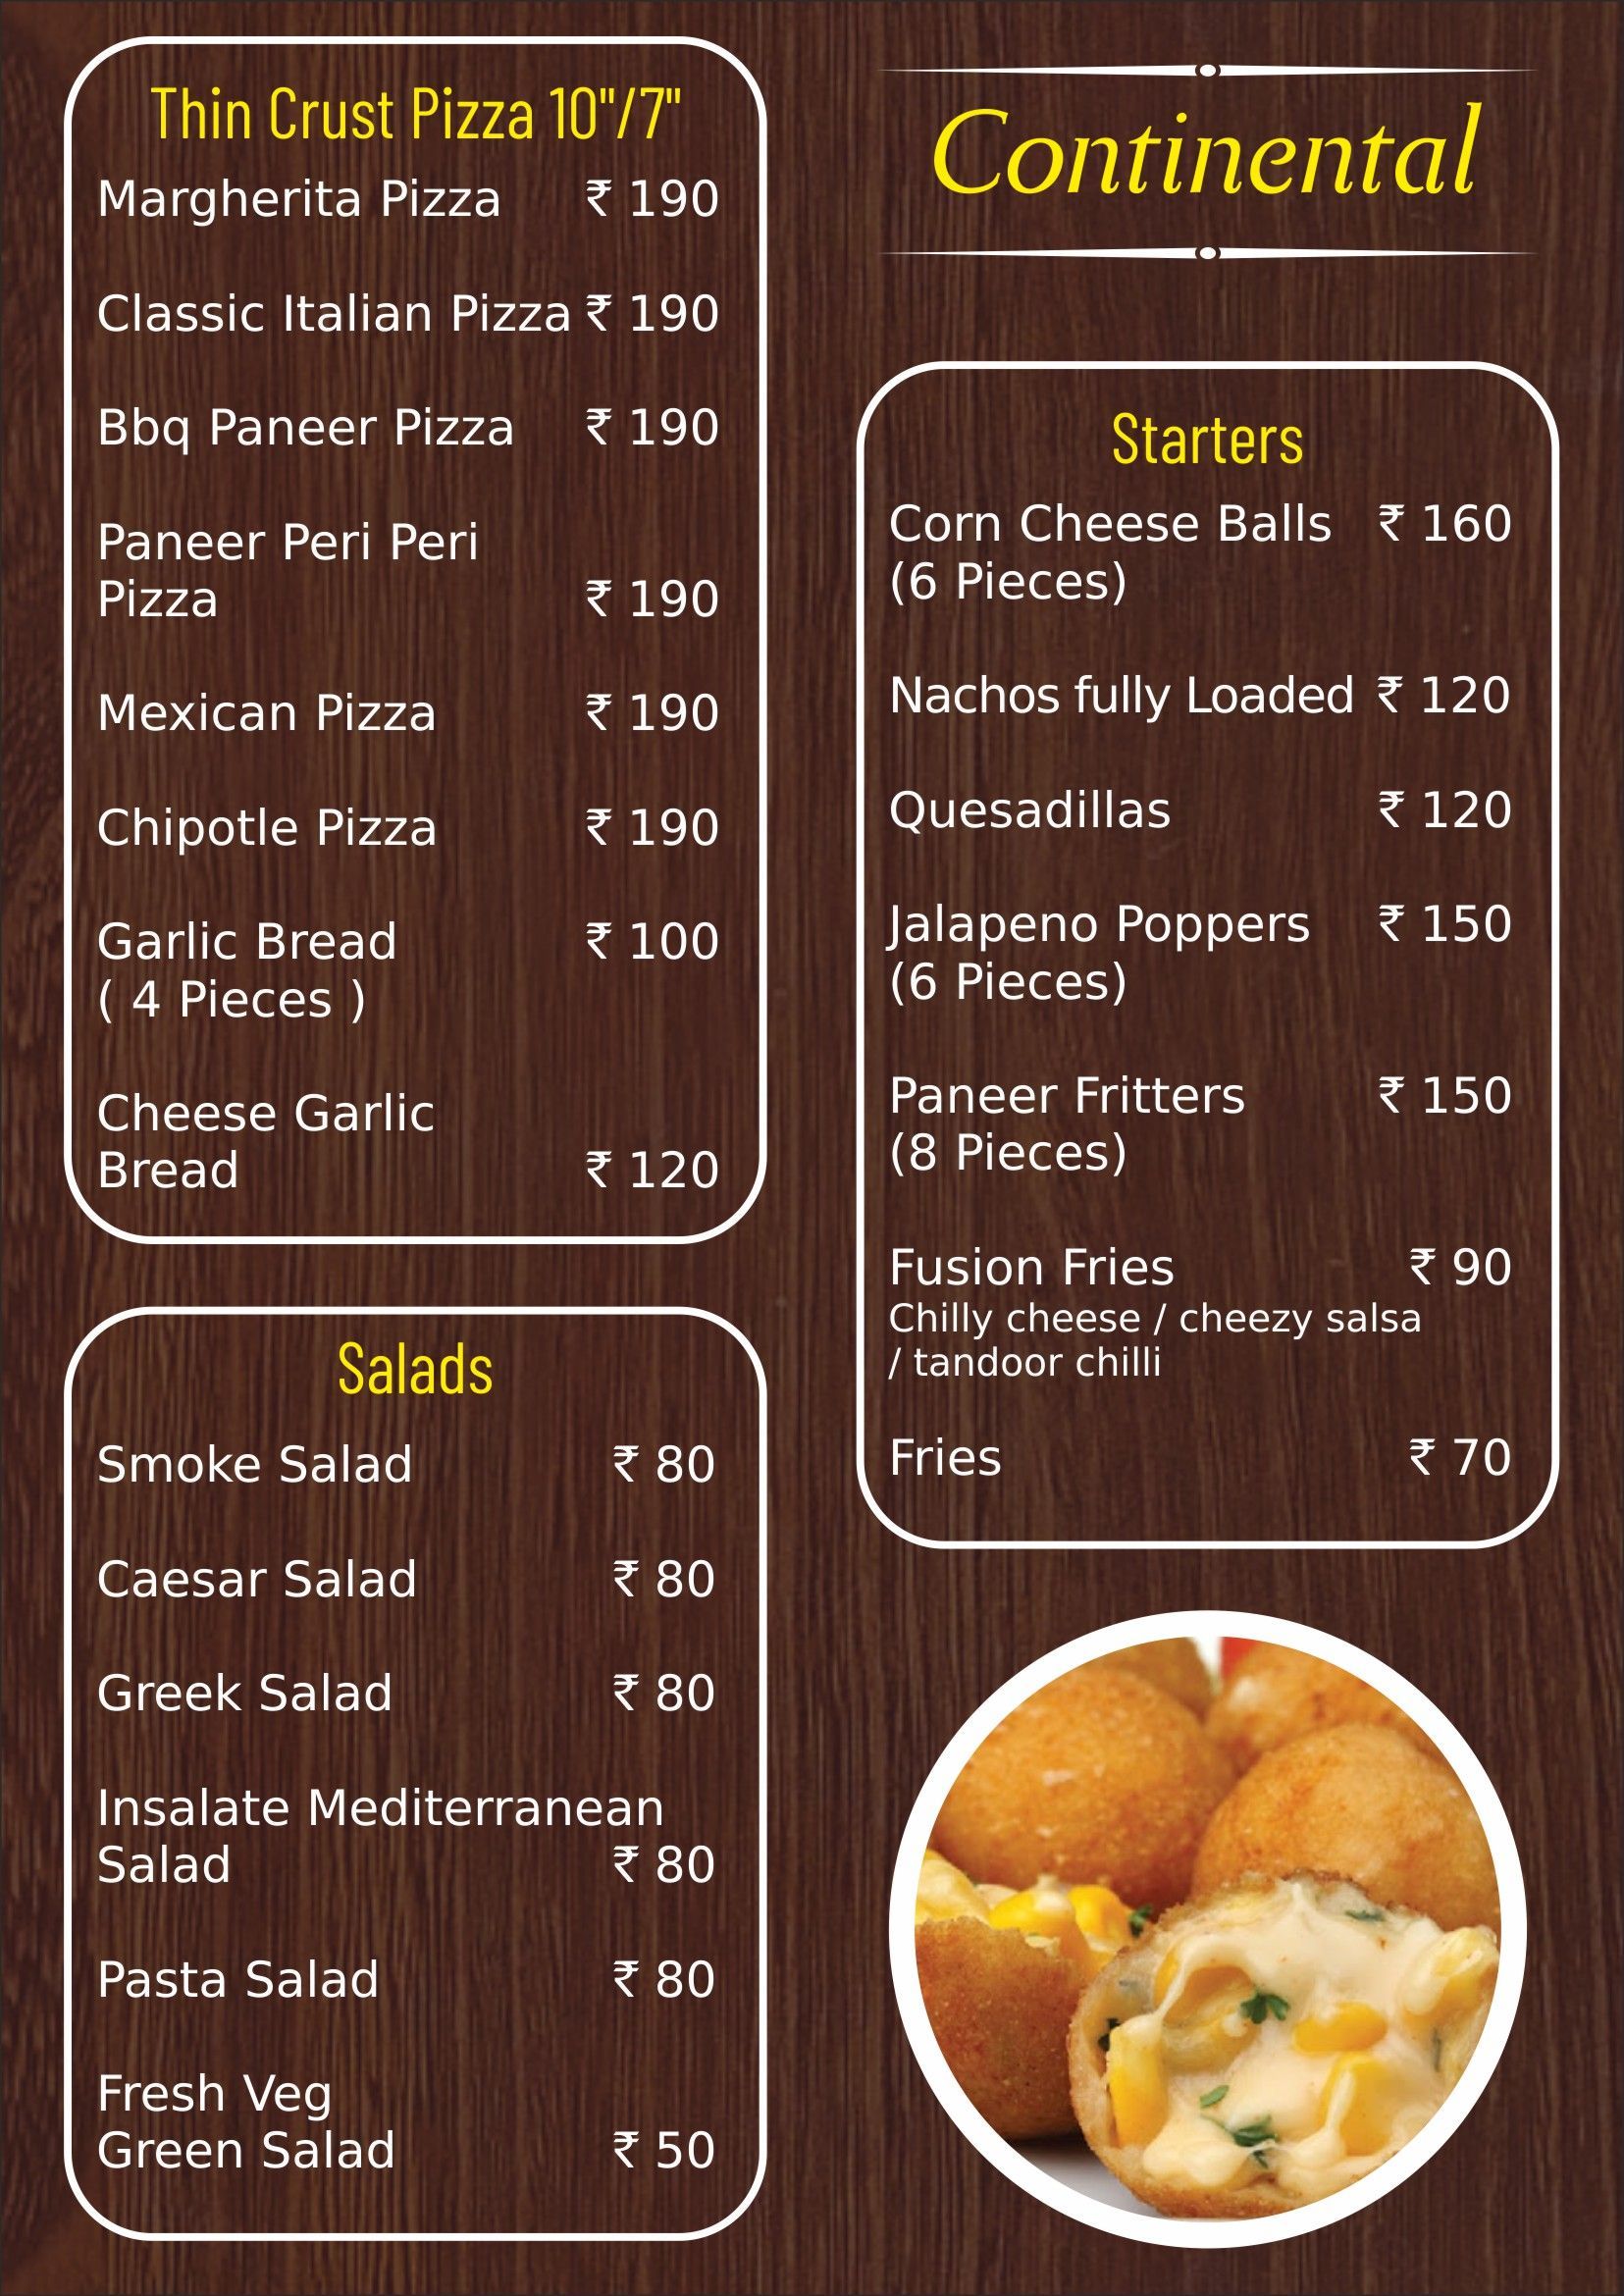 Thin Crust Pizza 10"/7"
Margherita Pizza ₹ 190
Classic Italian Pizza ₹ 190
Bbq Paneer Pizza ₹ 190
Paneer Peri Peri
Pizza ₹ 190
Mexican Pizza ₹ 190
Chipotle Pizza ₹ 190
Garlic Bread ₹ 100
( 4 Pieces )
Cheese Garlic
Bread ₹ 120
Salads
Smoke Salad ₹ 80
Caesar Salad ₹ 80
Greek Salad ₹ 80
Insalate Mediterranean
Salad ₹ 80
Pasta Salad ₹ 80
Fresh Veg
Green Salad ₹ 50
Continental
Starters
Corn Cheese Balls ₹ 160
(6 Pieces)
Nachos fully Loaded ₹ 120
Quesadillas ₹ 120
Jalapeno Poppers ₹ 150
(6 Pieces)
Paneer Fritters ₹ 150
(8 Pieces)
Fusion Fries ₹ 90
Chilly cheese / cheezy salsa
/ tandoor chilli
Fries ₹ 70